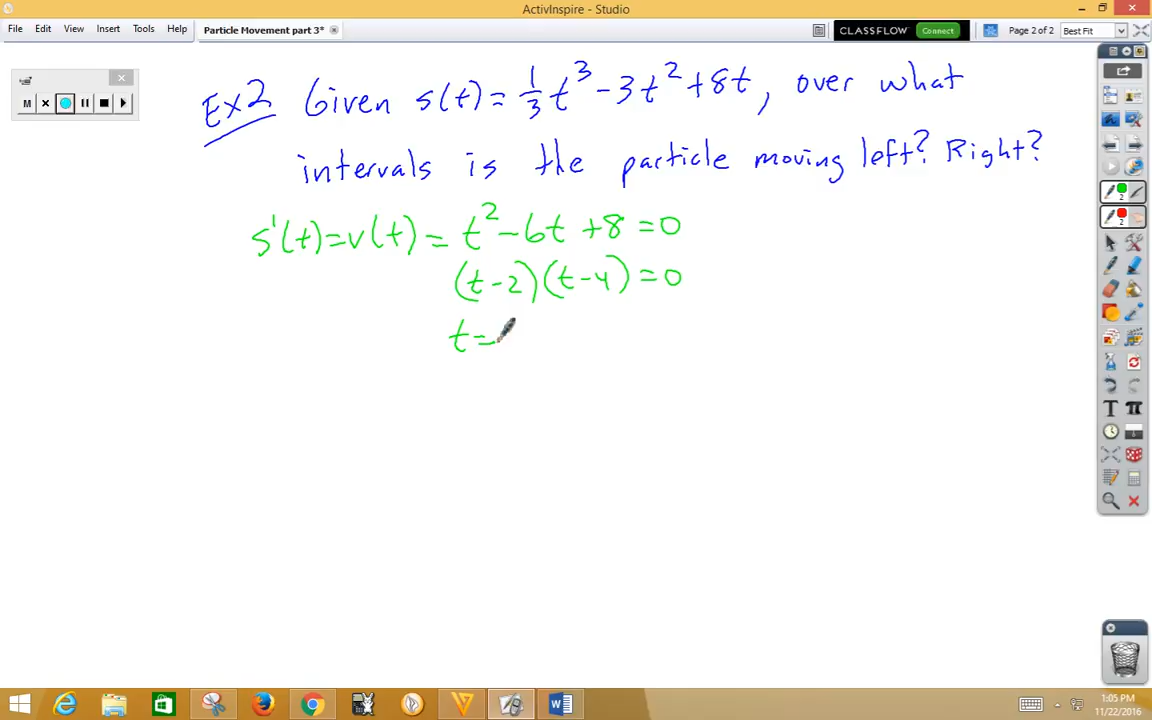 ActivInspire - Studio
File Edit View Insert Tools Help Particle Movement part 3* CLASSFLOW Connect Page 2 of 2 Best Fit
M
Ex2 Given s(t)=1/3 t^3 -3t^2 +8t, over what
intervals is the particle moving left? Right?
s'(t)=v(t)= t^2 -6t +8 =0
(t-2)(t-4)=0
t=
2
2
T
1:05 PM
11/22/2016